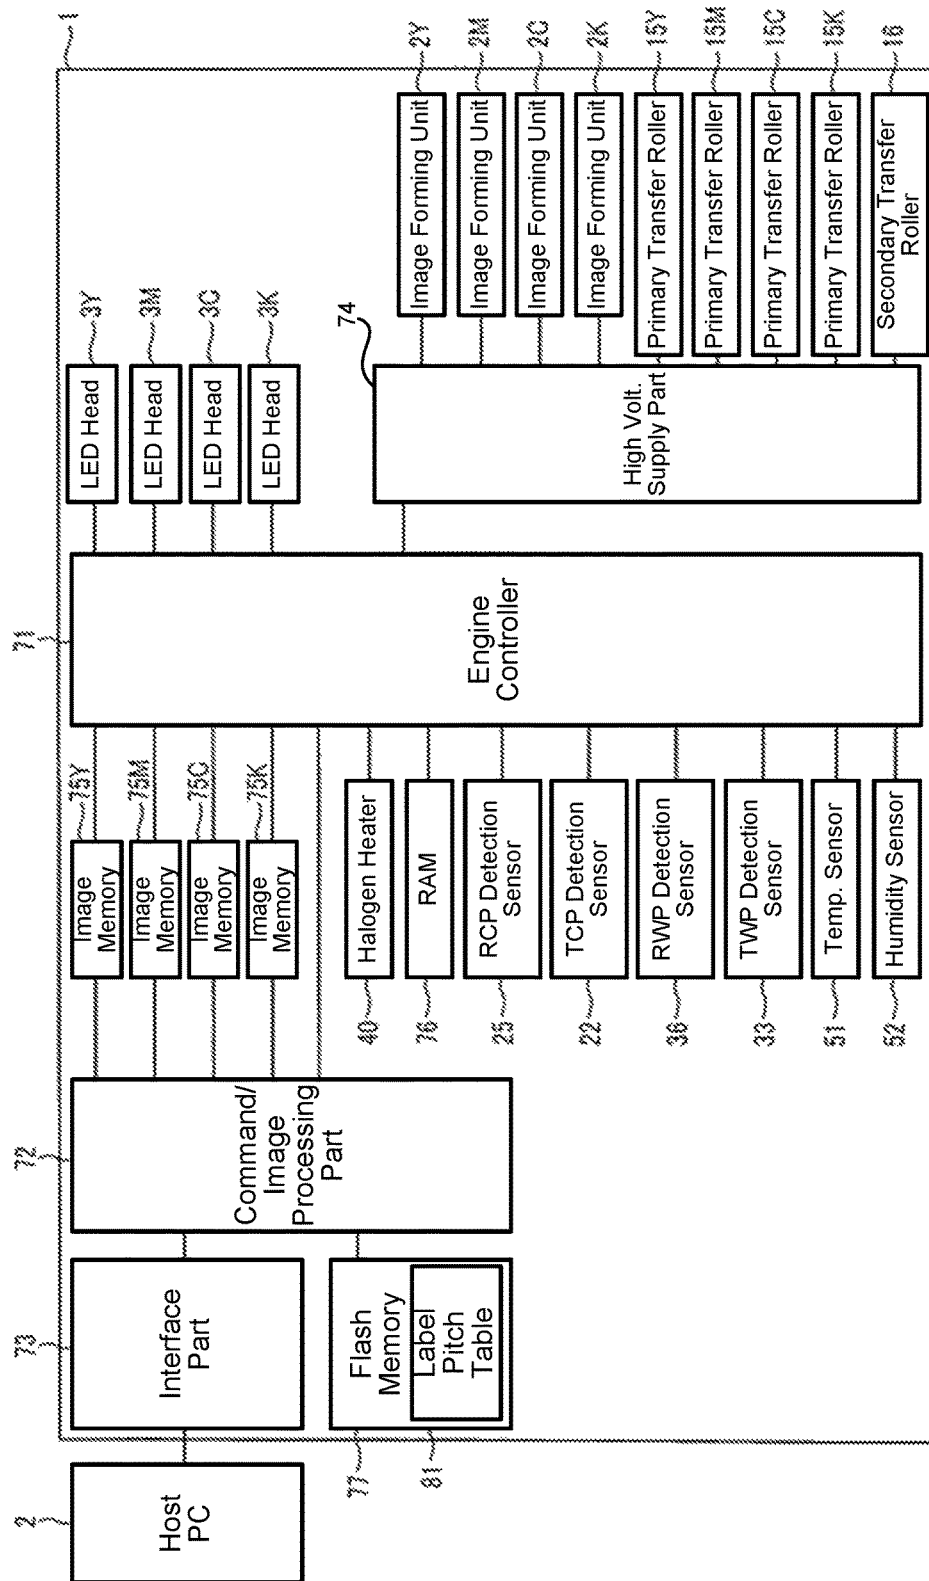 1
2
Host
PC
73
Interface
Part
77
Flash
Memory
81
Label
Pitch
Table
72
Command/
Image
Processing
Part
75Y
Image
Memory
75M
Image
Memory
75C
Image
Memory
75K
Image
Memory
40
Halogen Heater
76
RAM
25
RCP Detection
Sensor
22
TCP Detection
Sensor
36
RWP Detection
Sensor
33
TWP Detection
Sensor
51
Temp. Sensor
52
Humidity Sensor
71
Engine
Controller
LED Head
3Y
LED Head
3M
LED Head
3C
LED Head
3K
74
High Volt.
Supply Part
Image Forming Unit
2Y
Image Forming Unit
2M
Image Forming Unit
2C
Image Forming Unit
2K
Primary Transfer Roller
15Y
Primary Transfer Roller
15M
Primary Transfer Roller
15C
Primary Transfer Roller
15K
Secondary Transfer
Roller
16